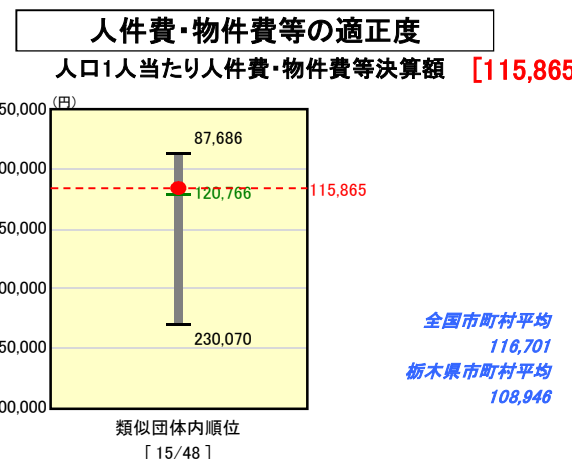 人件費・物件費等の適正度
人口1人当たり人件費・物件費等決算額 [115,865
(円)
50,000
87,686
00,000
120,766
115,865
50,000
00,000
230,070
50,000
00,000
全国市町村平均
116,701
栃木県市町村平均
108,946
類似団体内順位
[ 15/48 ]